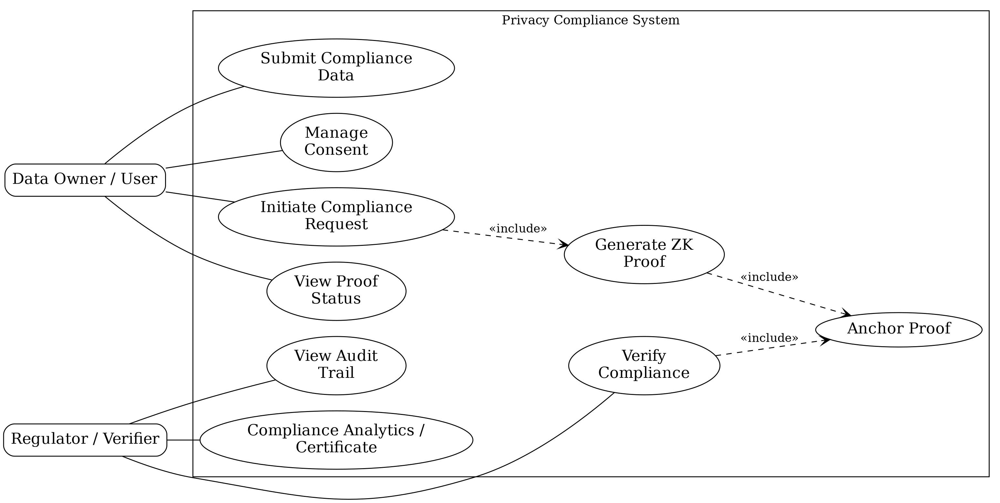 Privacy Compliance System
Submit Compliance
Data
Manage
Consent
Data Owner / User
Initiate Compliance
Request
«include»
Generate ZK
Proof
«include»
View Proof
Status
Anchor Proof
«include»
View Audit
Trail
Verify
Compliance
Regulator / Verifier
Compliance Analytics /
Certificate